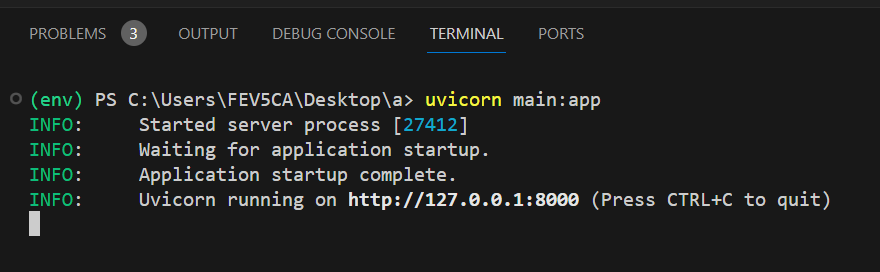 PROBLEMS 3 OUTPUT DEBUG CONSOLE TERMINAL PORTS
(env) PS C:\Users\FEV5CA\Desktop\a> uvicorn main:app
INFO:     Started server process [27412]
INFO:     Waiting for application startup.
INFO:     Application startup complete.
INFO:     Uvicorn running on http://127.0.0.1:8000 (Press CTRL+C to quit)